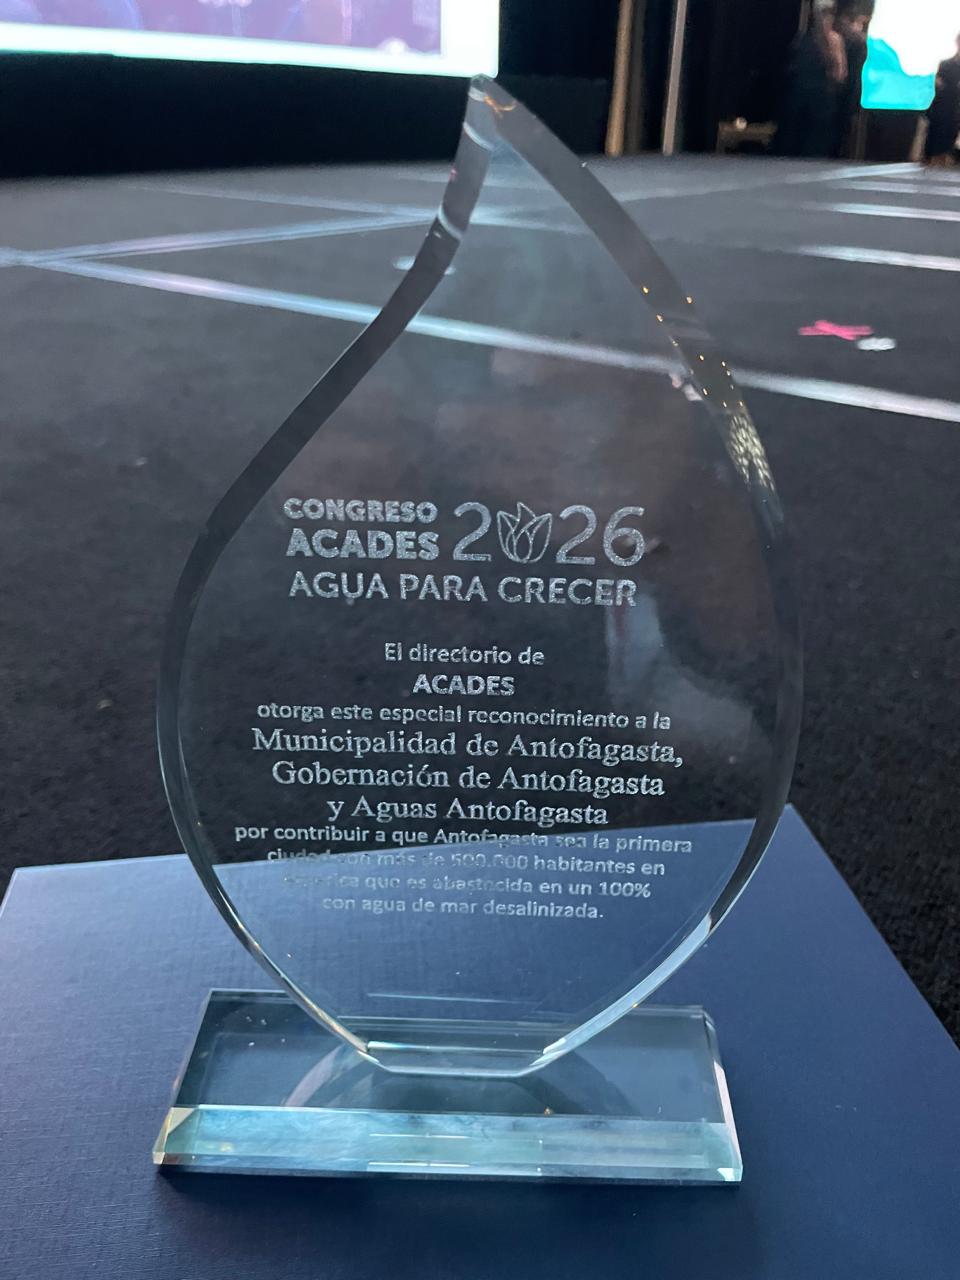 CONGRESO
ACADES 2026
AGUA PARA CRECER
El directorio de
ACADES
otorga este especial reconocimiento a la
Municipalidad de Antofagasta,
Gobernación de Antofagasta
y Aguas Antofagasta
por contribuir a que Antofagasta sea la primera
ciudad con más de 500.000 habitantes en
América que es abastecida en un 100%
con agua de mar desalinizada.